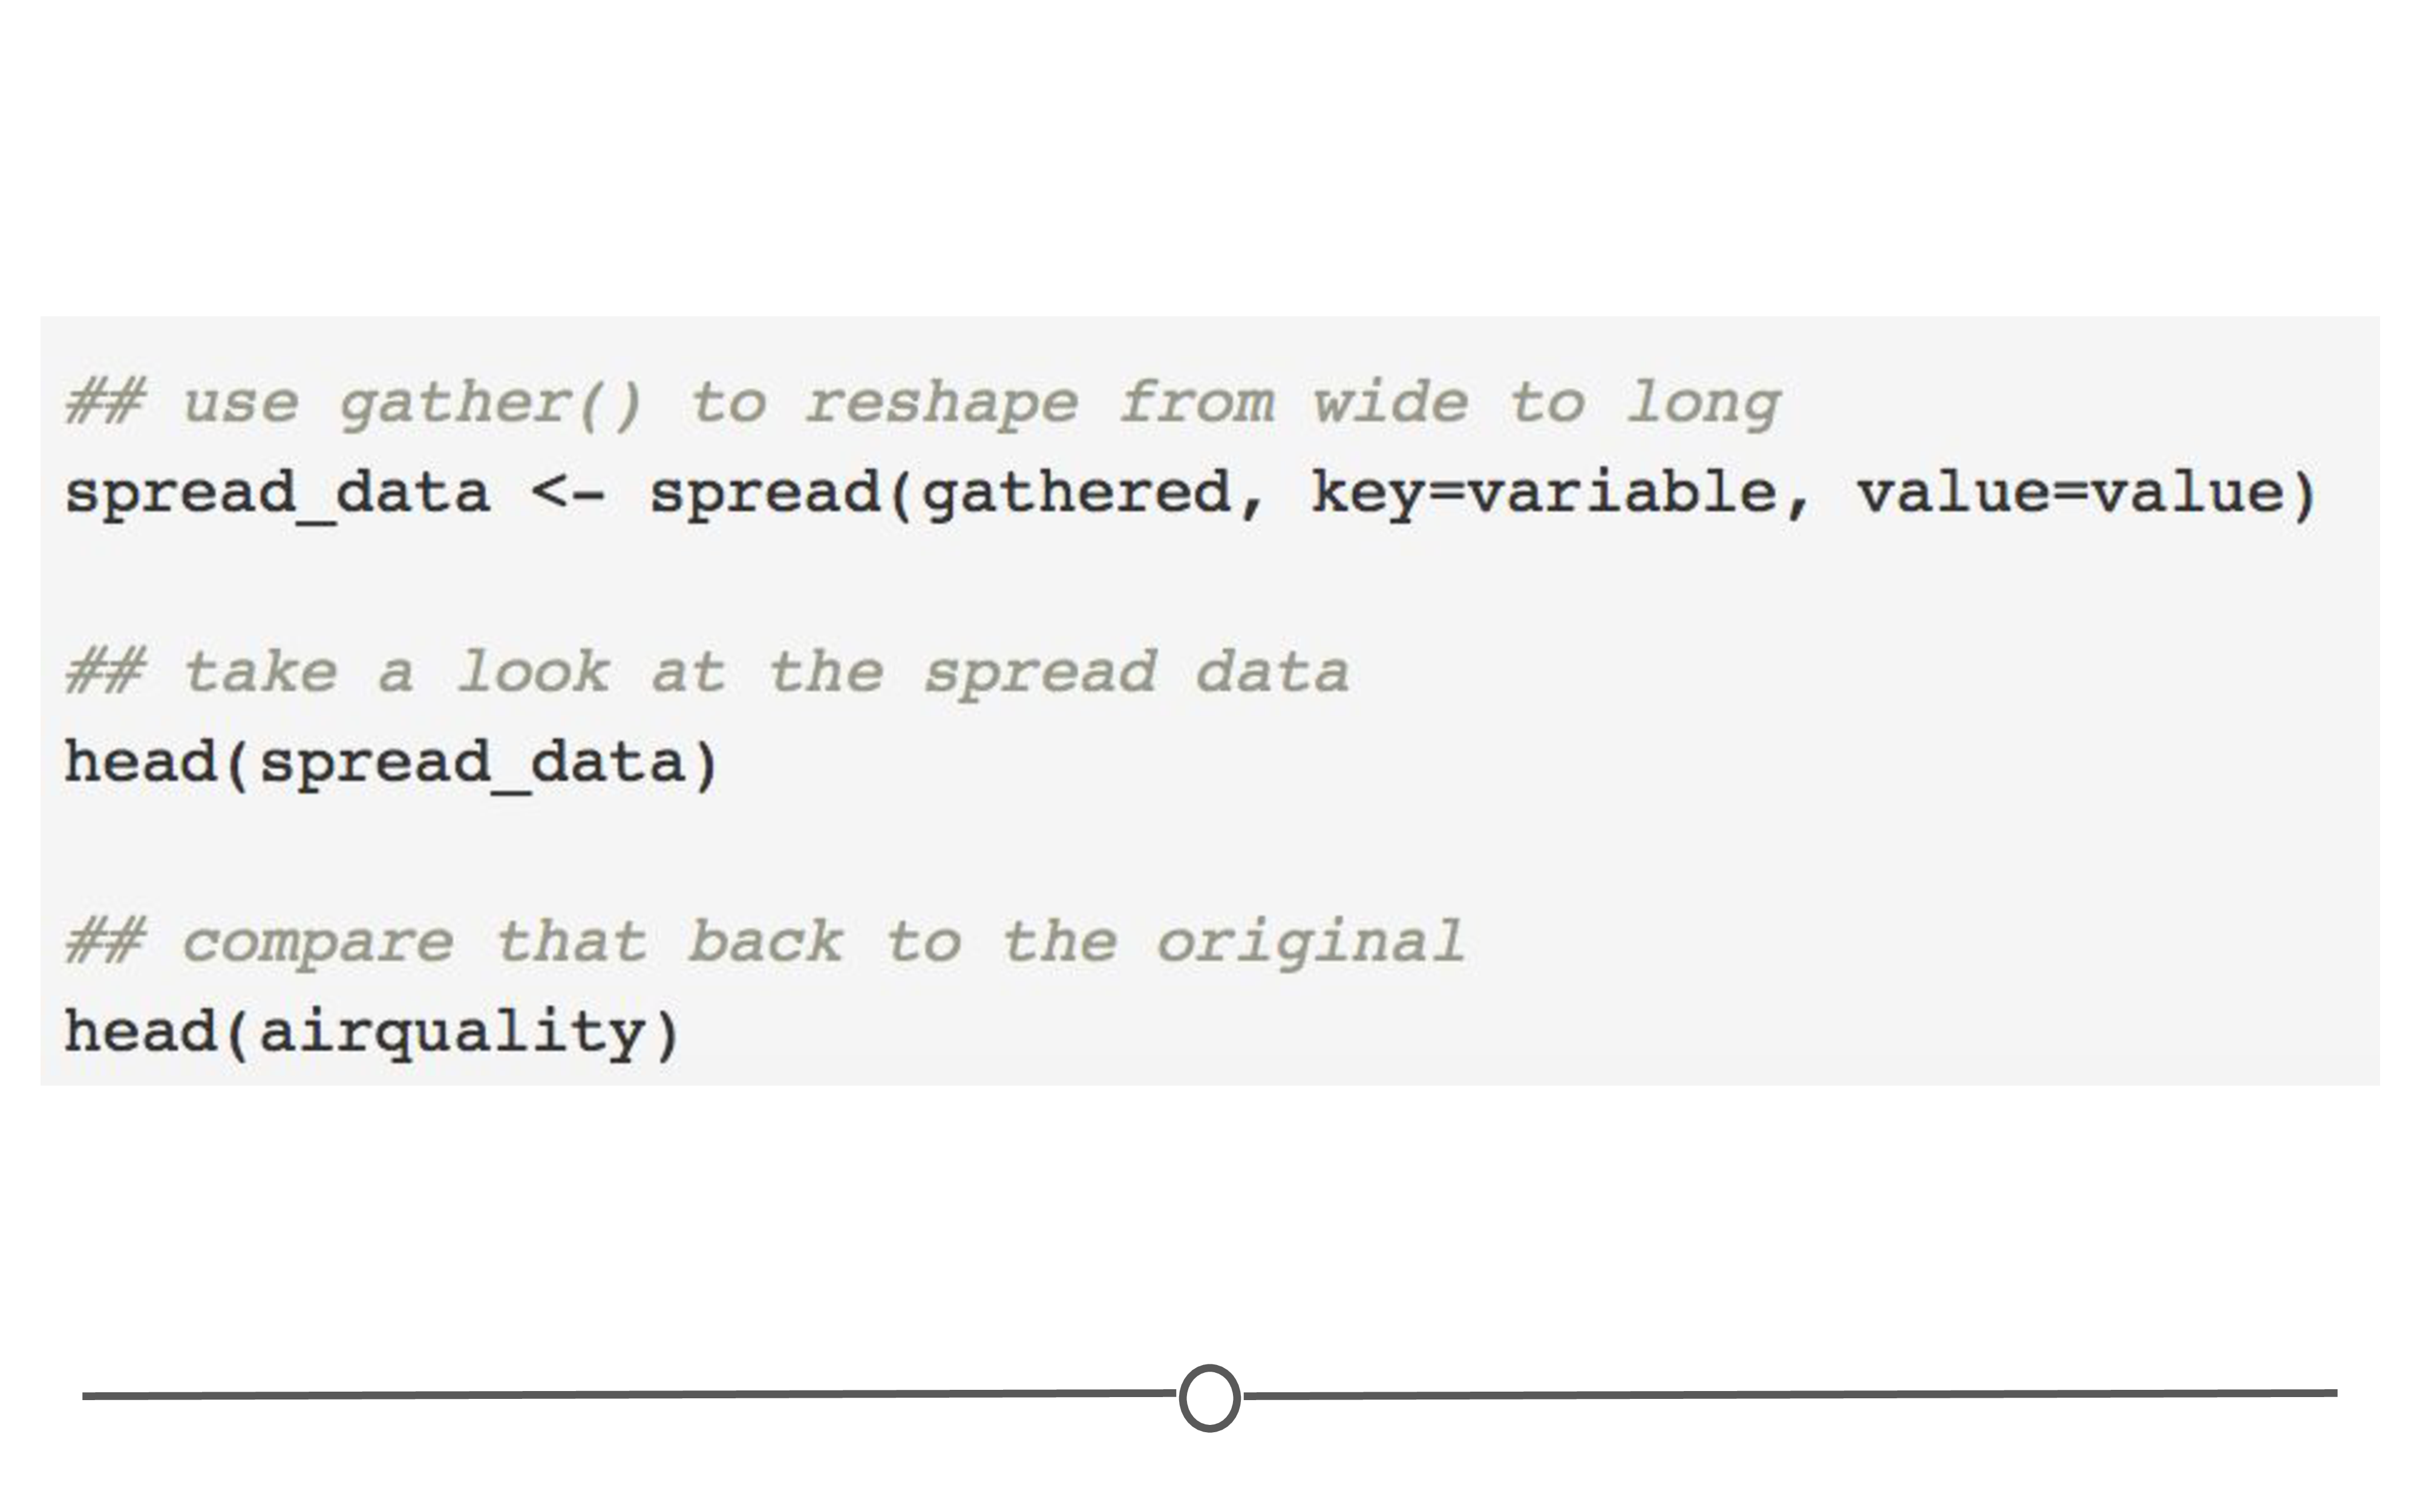 ## use gather() to reshape from wide to long
spread_data <- spread(gathered, key=variable, value=value)
## take a look at the spread data
head(spread_data)
## compare that back to the original
head(airquality)